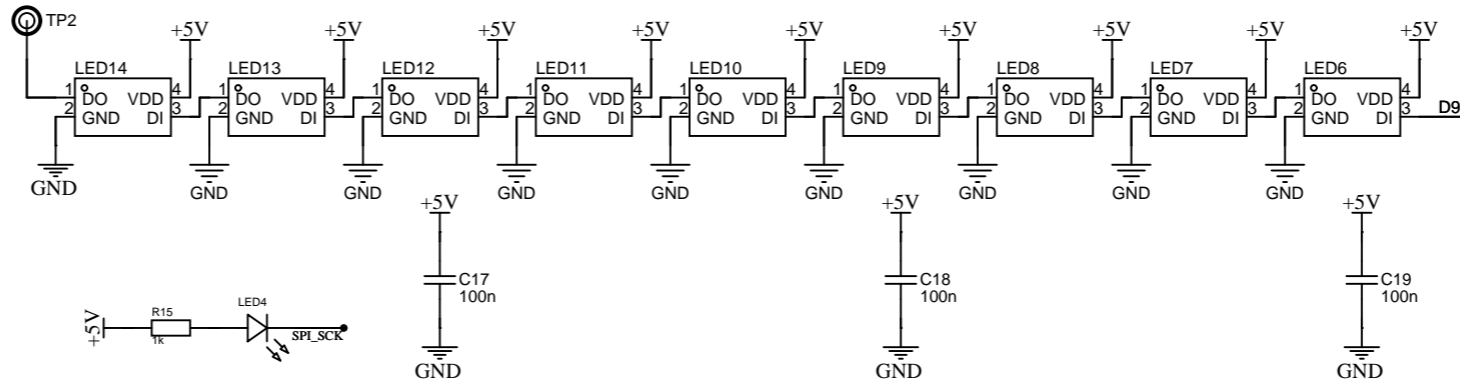 TP2
+5V +5V +5V +5V +5V +5V +5V +5V +5V
LED14 LED13 LED12 LED11 LED10 LED9 LED8 LED7 LED6
1 DO VDD 4 1 DO VDD 4 1 DO VDD 4 1 DO VDD 4 1 DO VDD 4 1 DO VDD 4 1 DO VDD 4 1 DO VDD 4 1 DO VDD 4
2 GND DI 3 2 GND DI 3 2 GND DI 3 2 GND DI 3 2 GND DI 3 2 GND DI 3 2 GND DI 3 2 GND DI 3 2 GND DI 3 D9
GND GND GND GND GND GND GND GND GND
+5V +5V +5V
C17 C18 C19
100n 100n 100n
LED4
R15
+5V 1k SPI_SCK
GND GND GND